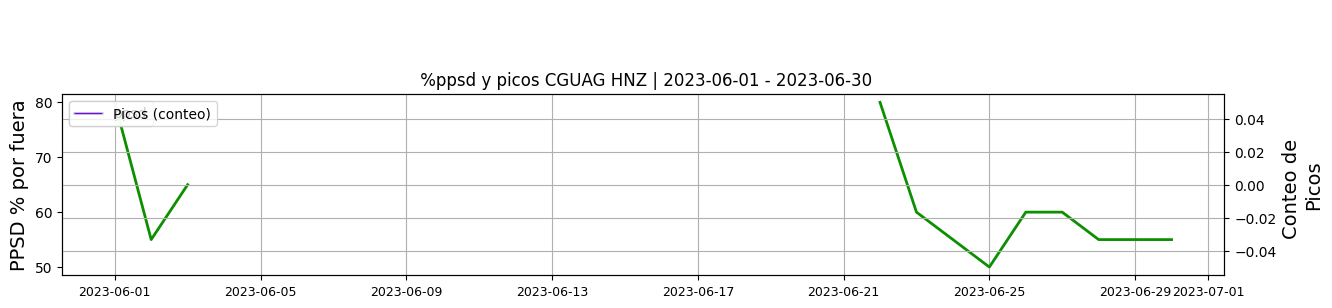 %ppsd y picos CGUAG HNZ | 2023-06-01 - 2023-06-30
Picos (conteo)
PPSD % por fuera
80
70
60
50
0.04
0.02
0.00
−0.02
−0.04
Conteo de
Picos
2023-06-01 2023-06-05 2023-06-09 2023-06-13 2023-06-17 2023-06-21 2023-06-25 2023-06-29 2023-07-01